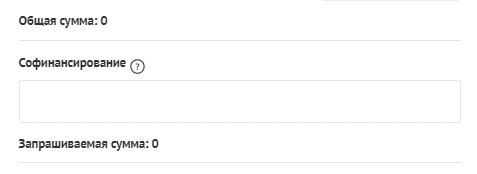 Общая сумма: 0
Софинансирование ?
Запрашиваемая сумма: 0